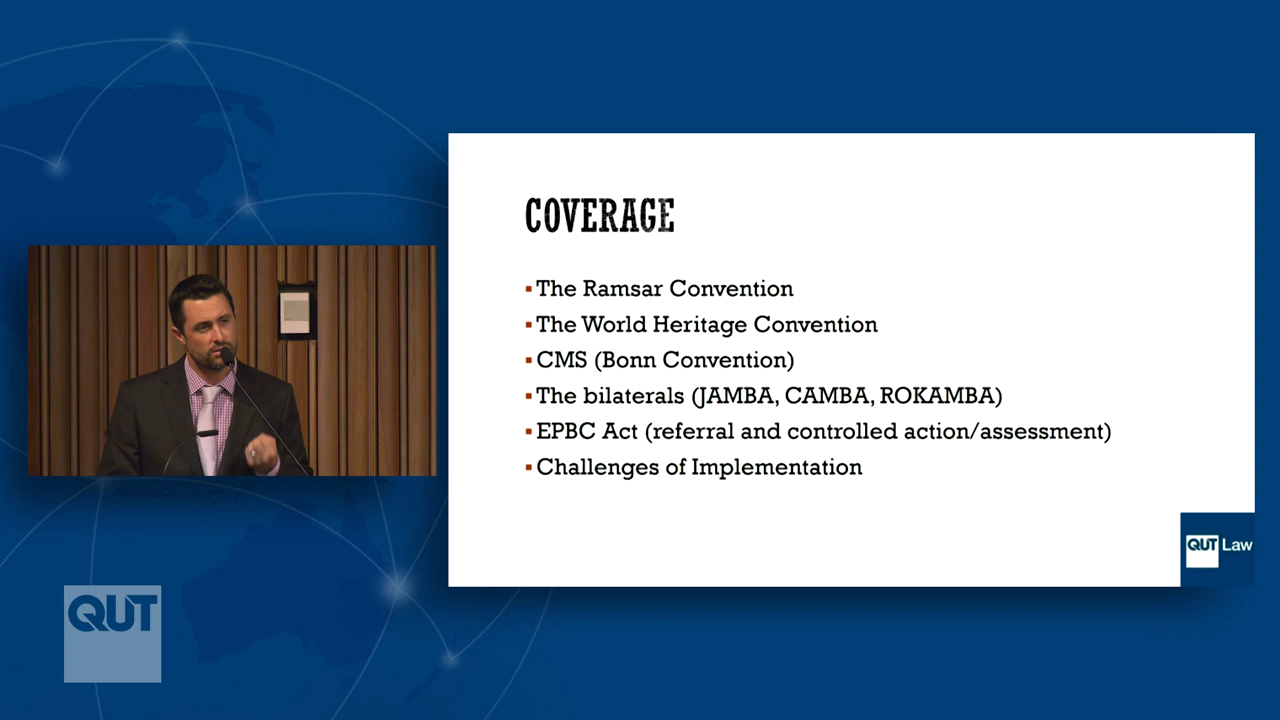 COVERAGE
▪The Ramsar Convention
▪The World Heritage Convention
▪CMS (Bonn Convention)
▪The bilaterals (JAMBA, CAMBA, ROKAMBA)
▪EPBC Act (referral and controlled action/assessment)
▪Challenges of Implementation
QUT Law
QUT